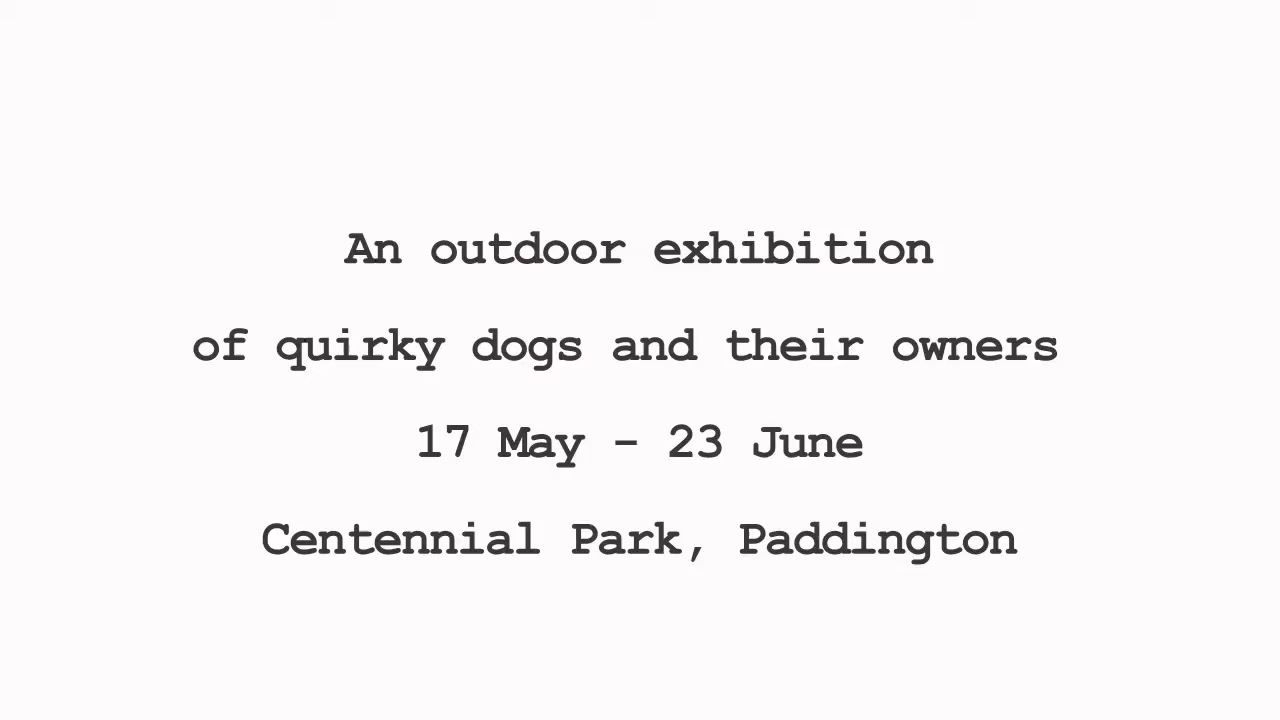 An outdoor exhibition
of quirky dogs and their owners
17 May - 23 June
Centennial Park, Paddington